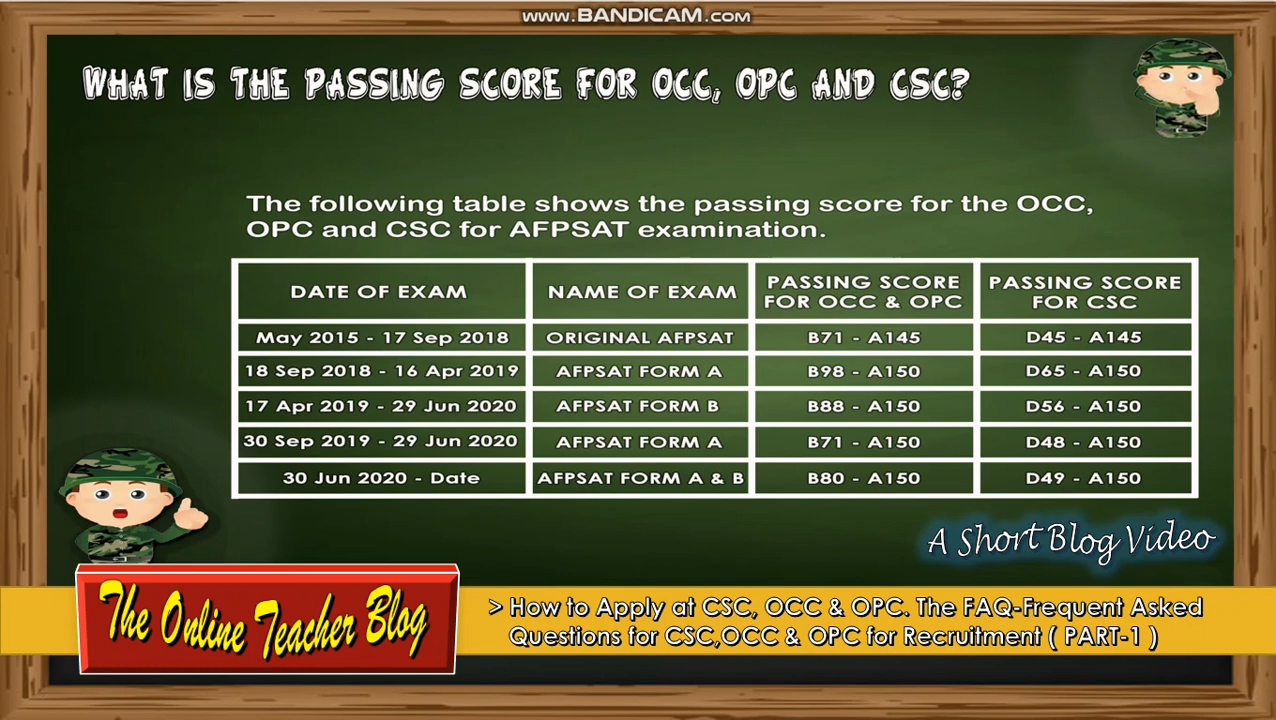 www.BANDICAM.com
WHAT IS THE PASSING SCORE FOR OCC, OPC AND CSC?
The following table shows the passing score for the OCC,
OPC and CSC for AFPSAT examination.
DATE OF EXAM NAME OF EXAM PASSING SCORE FOR OCC & OPC PASSING SCORE FOR CSC
May 2015 - 17 Sep 2018 ORIGINAL AFPSAT B71 - A145 D45 - A145
18 Sep 2018 - 16 Apr 2019 AFPSAT FORM A B98 - A150 D65 - A150
17 Apr 2019 - 29 Jun 2020 AFPSAT FORM B B88 - A150 D56 - A150
30 Sep 2019 - 29 Jun 2020 AFPSAT FORM A B71 - A150 D48 - A150
30 Jun 2020 - Date AFPSAT FORM A & B B80 - A150 D49 - A150
A Short Blog Video
The Online Teacher Blog
> How to Apply at CSC, OCC & OPC. The FAQ-Frequent Asked
Questions for CSC,OCC & OPC for Recruitment ( PART-1 )